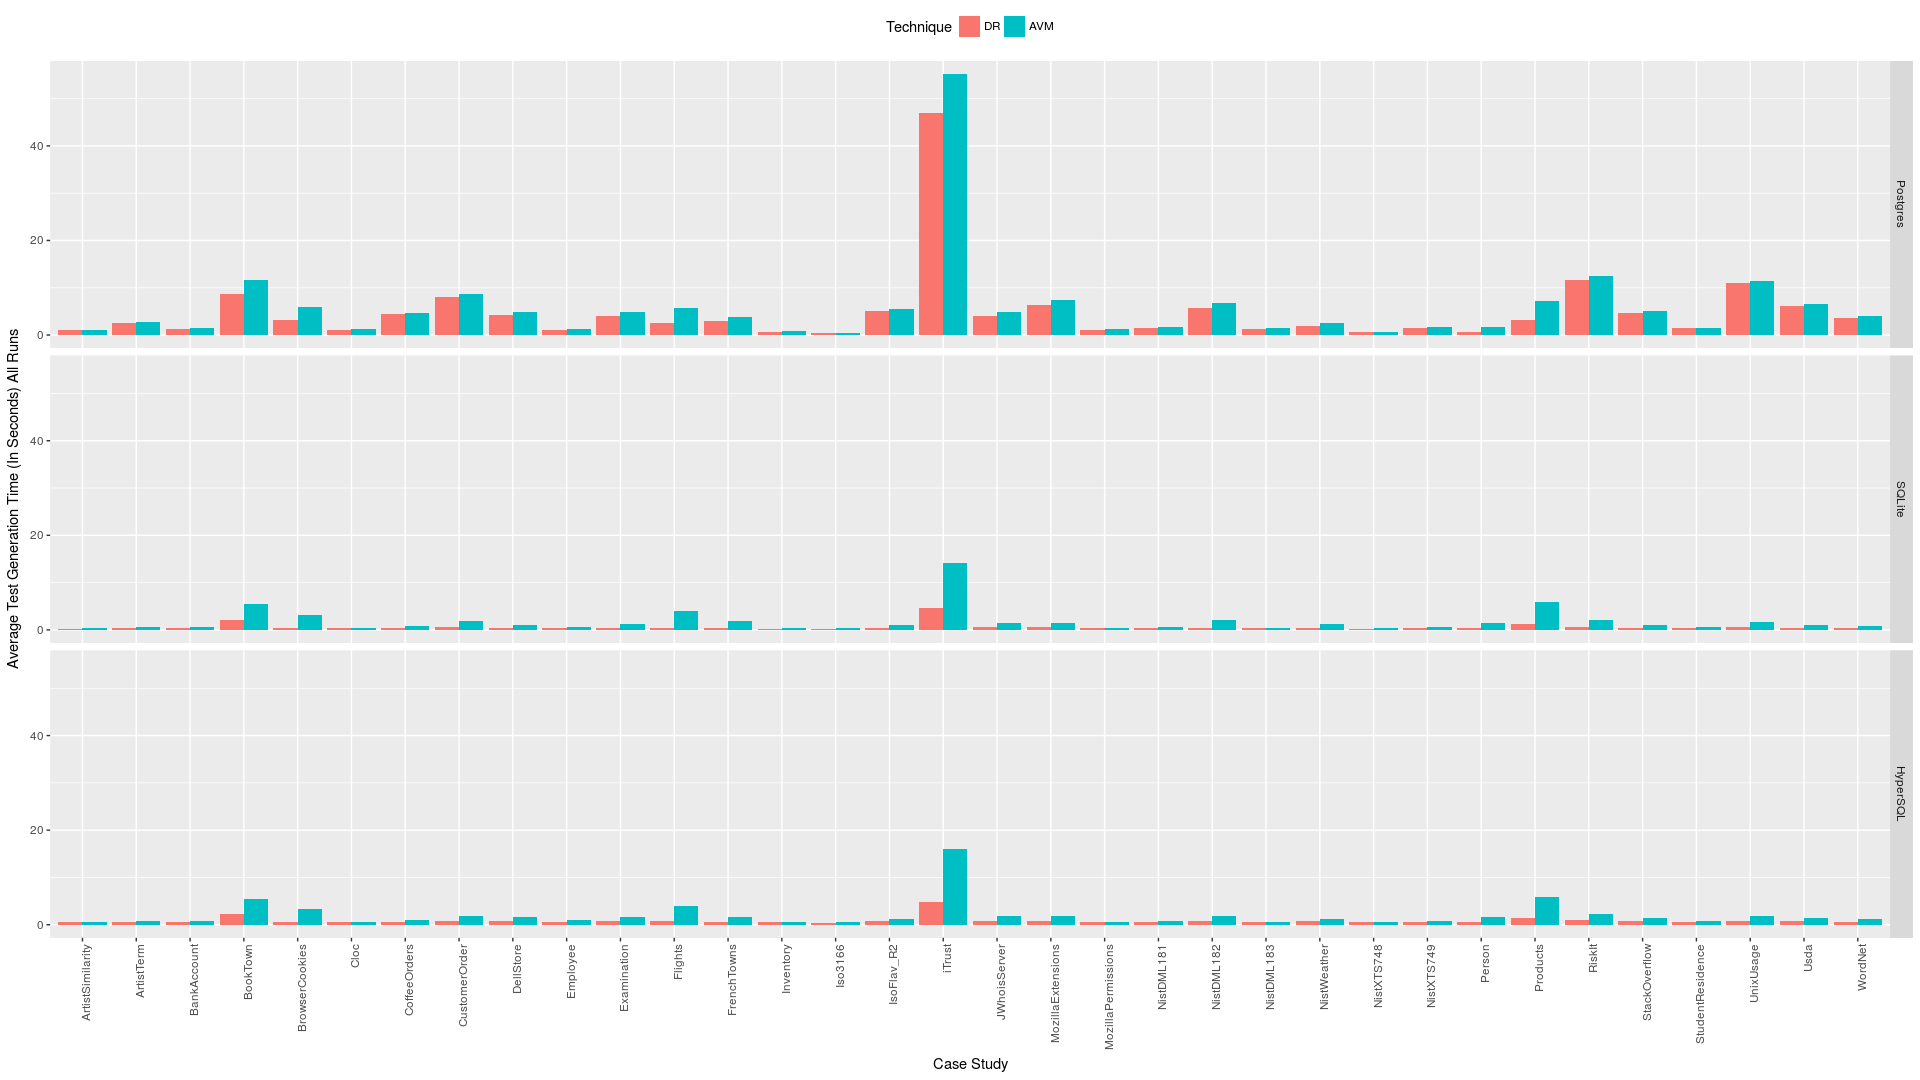 Technique DR AVM
Average Test Generation Time (In Seconds) All Runs
40
20
0
Postgres
40
20
0
SQLite
40
20
0
HyperSQL
ArtistSimilarity
ArtistTerm
BankAccount
BookTown
BrowserCookies
Cloc
CoffeeOrders
CustomerOrder
DellStore
Employee
Examination
Flights
FrenchTowns
Inventory
Iso3166
IsoFlav_R2
iTrust
JWhoisServer
MozillaExtensions
MozillaPermissions
NistDML181
NistDML182
NistDML183
NistWeather
NistXTS748
NistXTS749
Person
Products
RiskIt
StackOverflow
StudentResidence
UnixUsage
Usda
WordNet
Case Study